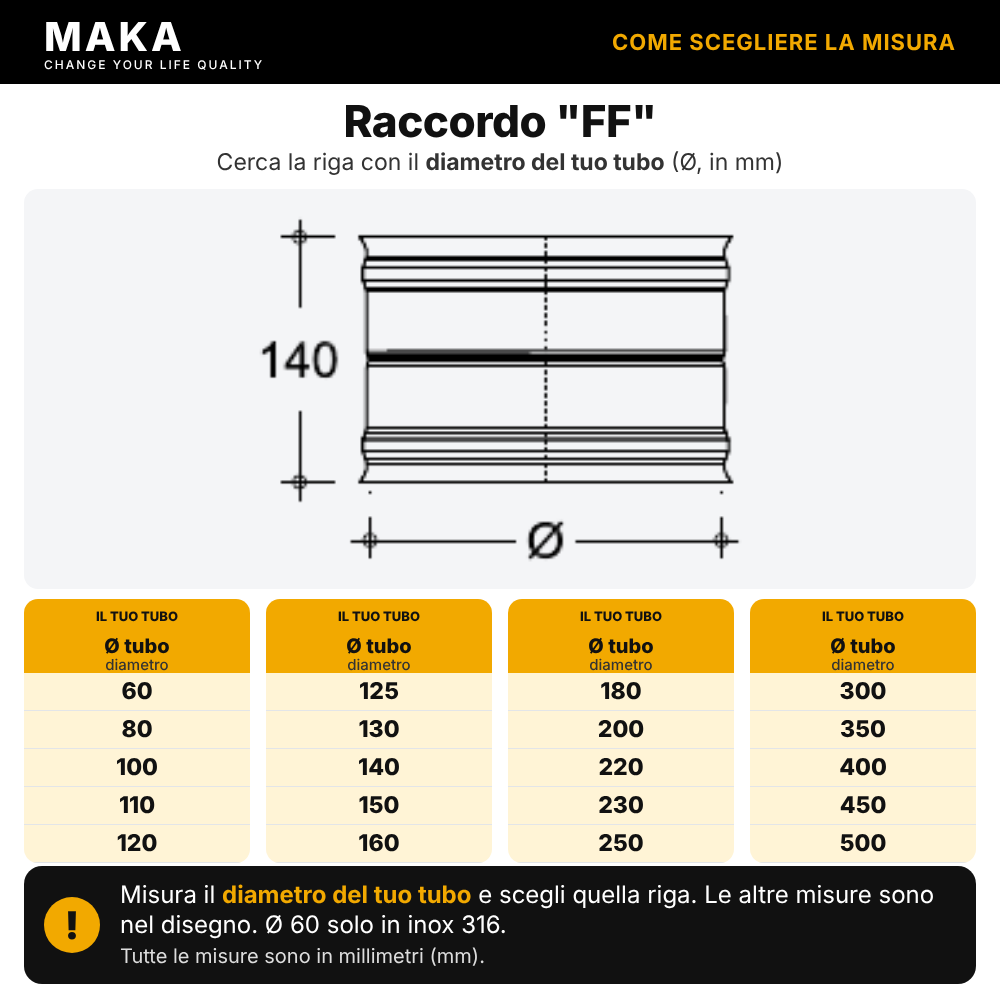 MAKA
CHANGE YOUR LIFE QUALITY
COME SCEGLIERE LA MISURA
Raccordo "FF"
Cerca la riga con il diametro del tuo tubo (Ø, in mm)
140
Ø
IL TUO TUBO
Ø tubo
diametro
60
80
100
110
120
IL TUO TUBO
Ø tubo
diametro
125
130
140
150
160
IL TUO TUBO
Ø tubo
diametro
180
200
220
230
250
IL TUO TUBO
Ø tubo
diametro
300
350
400
450
500
!
Misura il diametro del tuo tubo e scegli quella riga. Le altre misure sono
nel disegno. Ø 60 solo in inox 316.
Tutte le misure sono in millimetri (mm).